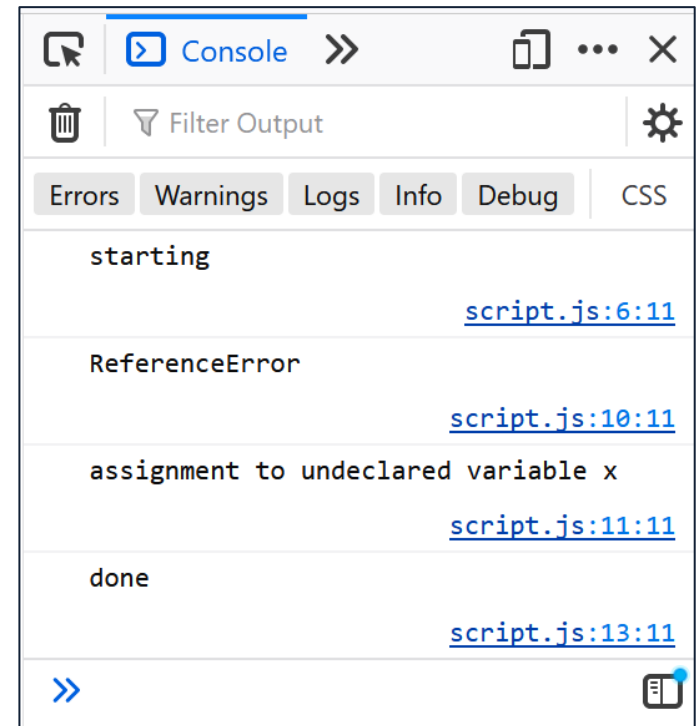 Console
Filter Output
Errors Warnings Logs Info Debug CSS
starting
script.js:6:11
ReferenceError
script.js:10:11
assignment to undeclared variable x
script.js:11:11
done
script.js:13:11